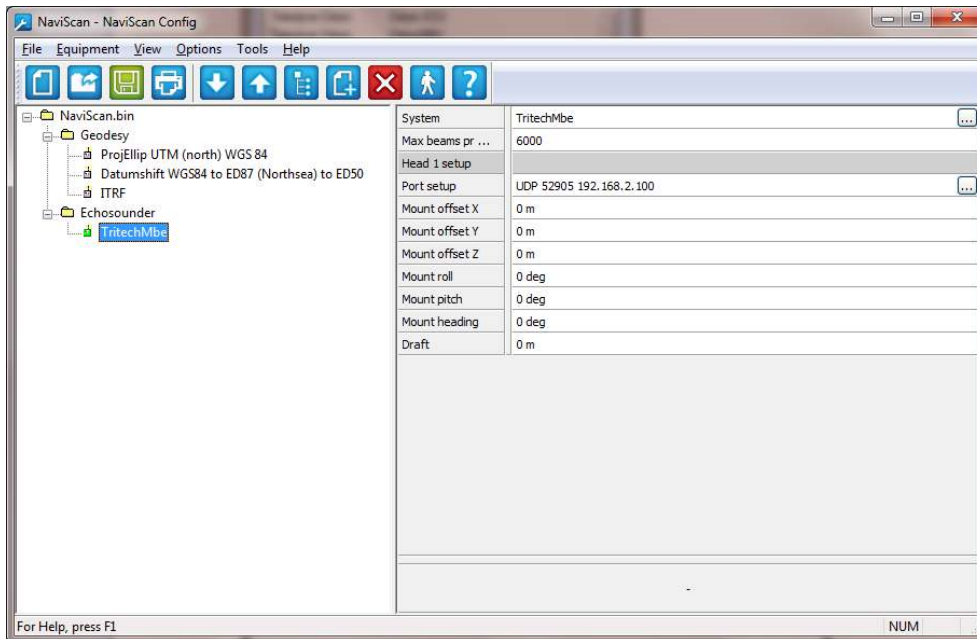 NaviScan - NaviScan Config
File Equipment View Options Tools Help
NaviScan.bin
Geodesy
ProjEllip UTM (north) WGS 84
Datumshift WGS84 to ED87 (Northsea) to ED50
ITRF
Echosounder
TritechMbe
System TritechMbe ...
Max beams pr ... 6000
Head 1 setup
Port setup UDP 52905 192.168.2.100 ...
Mount offset X 0 m
Mount offset Y 0 m
Mount offset Z 0 m
Mount roll 0 deg
Mount pitch 0 deg
Mount heading 0 deg
Draft 0 m
-
For Help, press F1 NUM